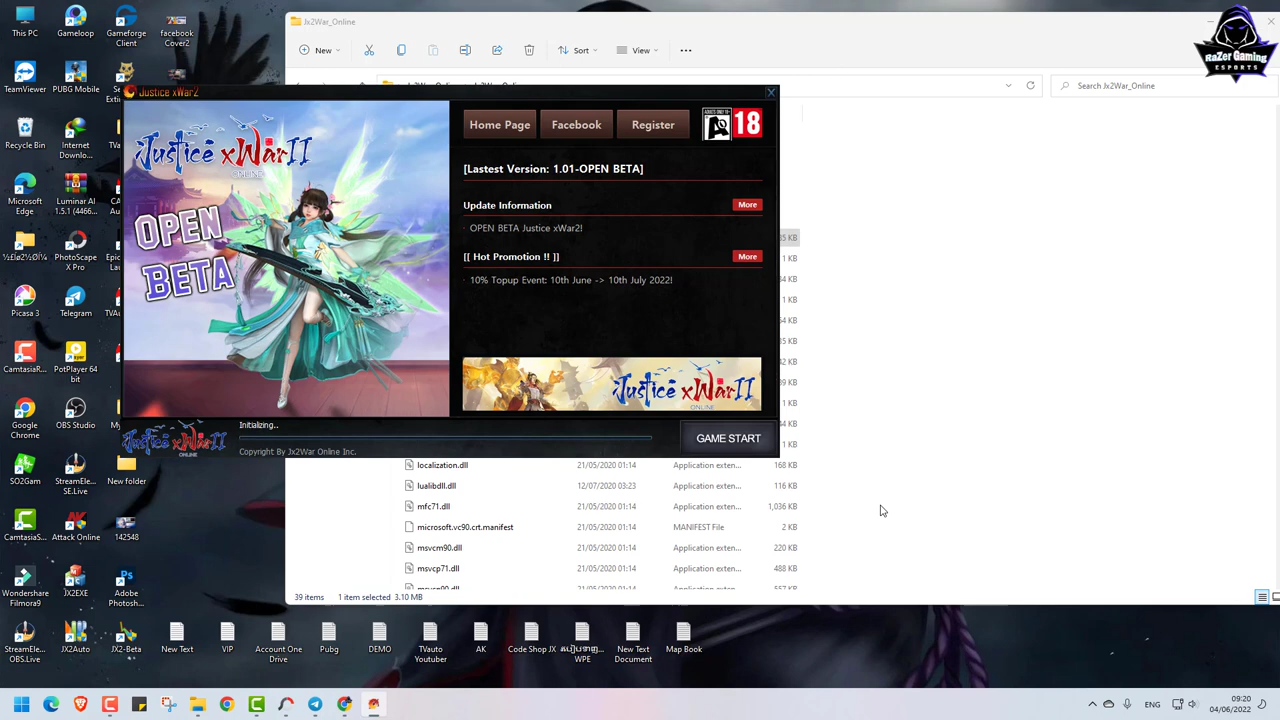 This PC
Gameloop
Gameforge
Client
facebook
Cover2
TeamViewer
PUBG Mobile
Internet
Downlo...
Microsoft
Edge
Luminar AI
1.5.1 (4466...
PhotoScape
X Pro
Picasa 3
Telegram
CamtasiaS...
PotPlayer 64
bit
Google
Chrome
OBS Studio
SO2Gam
StreamEle...
SE.Live
New folder
CamtasiaS...
Attack Online
142548
Wondershare
Filmora9
JX2EXE
Adobe
Photosh...
StreamEle...
OBS.Live
JX2Auto
JX2-Beta
New Text
VIP
Account One
Drive
Pubg
DEMO
TVauto
Youtuber
AK
Code Shop JX
WPE
New Text
Document
Map Book
Jx2War_Online
New
Sort
View
Search Jx2War_Online
RaZer Gaming
ESPORTS
Justice xWar2
Justice xWarII
ONLINE
OPEN
BETA
Home Page
Facebook
Register
ADULTS ONLY 18+
18
[Lastest Version: 1.01-OPEN BETA]
Update Information
More
OPEN BETA Justice xWar2!
[[ Hot Promotion !! ]]
More
10% Topup Event: 10th June -> 10th July 2022!
Justice xWarII
ONLINE
Justice xWarII
ONLINE
Initializing..
Copyright By Jx2War Online Inc.
GAME START
localization.dll 21/05/2020 01:14 Application exten... 168 KB
lualibdll.dll 12/07/2020 03:23 Application exten... 116 KB
mfc71.dll 21/05/2020 01:14 Application exten... 1,036 KB
microsoft.vc90.crt.manifest 21/05/2020 01:14 MANIFEST File 2 KB
msvcm90.dll 21/05/2020 01:14 Application exten... 220 KB
msvcp71.dll 21/05/2020 01:14 Application exten... 488 KB
39 items 1 item selected 3.10 MB
ENG
09:20
04/06/2022